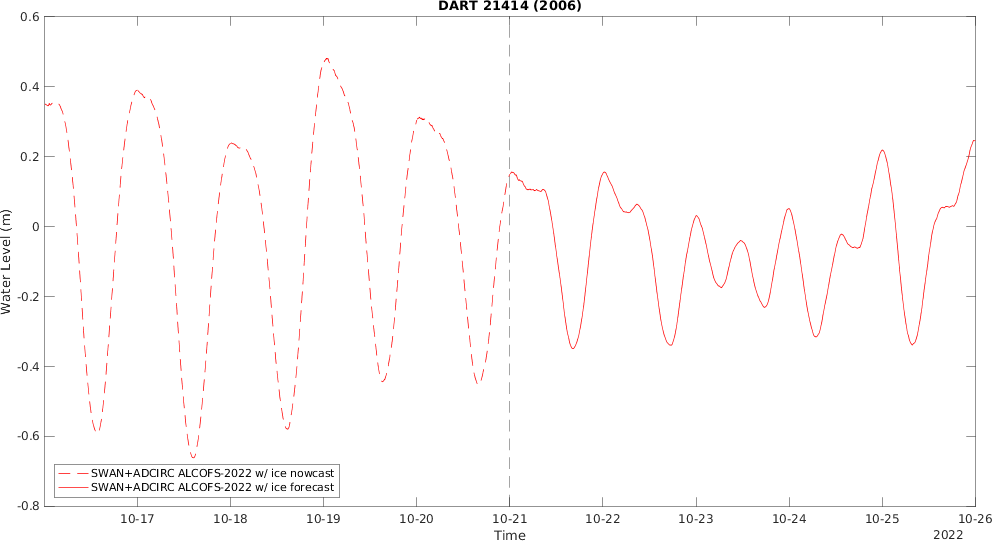 DART 21414 (2006)
0.6
0.4
0.2
0
-0.2
-0.4
-0.6
-0.8
Water Level (m)
SWAN+ADCIRC ALCOFS-2022 w/ ice nowcast
SWAN+ADCIRC ALCOFS-2022 w/ ice forecast
10-17 10-18 10-19 10-20 10-21 10-22 10-23 10-24 10-25 10-26
Time
2022